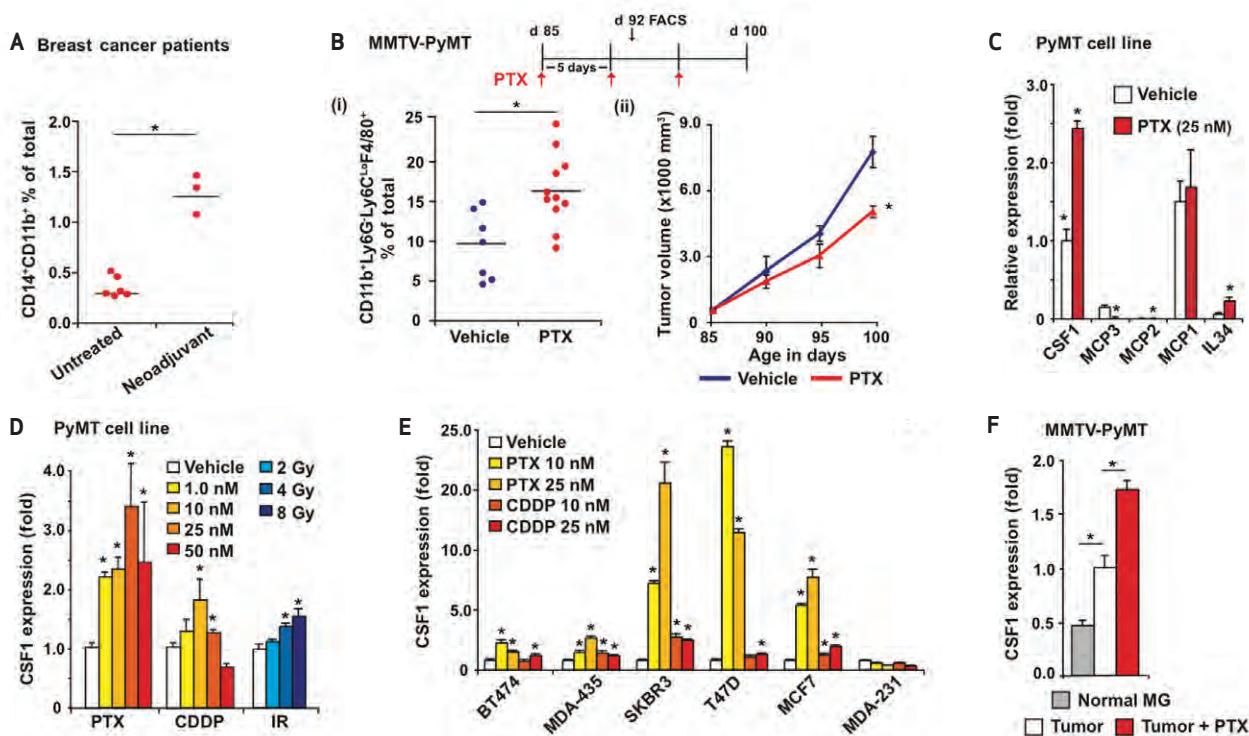 A Breast cancer patients
CD14⁺CD11b⁺ % of total
2.0
1.5
1.0
0.5
0.0
*
Untreated
Neoadjuvant
B
MMTV-PyMT
d 85
d 92 FACS
d 100
5 days
PTX
(i)
CD11b⁺Ly6G⁻Ly6C^LoF4/80⁺
% of total
25
20
15
10
5
0
*
Vehicle
PTX
(ii)
Tumor volume (x1000 mm³)
9.0
6.0
3.0
0
*
85
90
95
100
Age in days
Vehicle
PTX
C
PyMT cell line
Relative expression (fold)
3.0
2.5
2.0
1.5
1.0
0.0
Vehicle
PTX (25 nM)
* * * * *
CSF1
MCP3
MCP2
MCP1
IL34
D
PyMT cell line
CSF1 expression (fold)
4.0
3.0
2.0
1.0
0.0
Vehicle
1.0 nM
10 nM
25 nM
50 nM
2 Gy
4 Gy
8 Gy
* * * * * * * *
PTX
CDDP
IR
E
CSF1 expression (fold)
25.0
20.0
10.0
5.0
0
Vehicle
PTX 10 nM
PTX 25 nM
CDDP 10 nM
CDDP 25 nM
* * * * * * * * * * * * * * * * * *
BT474
MDA-435
SKBR3
T47D
MCF7
MDA-231
F
MMTV-PyMT
CSF1 expression (fold)
2.0
1.5
1.0
0.5
0.0
*
*
Normal MG
Tumor
Tumor + PTX